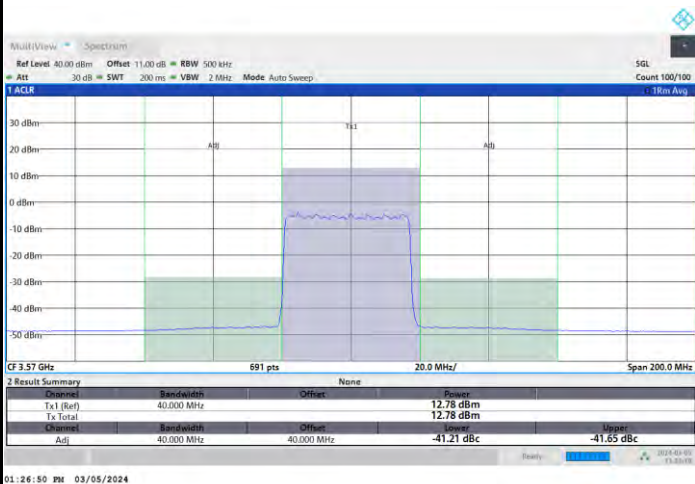 MultiView Spectrum
Ref Level 40.00 dBm Offset 11.00 dB RBW 500 kHz SGL
Att 30 dB SWT 200 ms VBW 2 MHz Mode Auto Sweep Count 100/100
1 ACLR 1Rm Avg
Tx1
30 dBm
Adj Adj
20 dBm
10 dBm
0 dBm
-10 dBm
-20 dBm
-30 dBm
-40 dBm
-50 dBm
CF 3.57 GHz 691 pts 20.0 MHz/ Span 200.0 MHz
2 Result Summary None
Channel Bandwidth Offset Power
Tx1 (Ref) 40.000 MHz 12.78 dBm
Tx Total 12.78 dBm
Channel Bandwidth Offset Lower Upper
Adj 40.000 MHz 40.000 MHz -41.21 dBc -41.65 dBc
Ready
01:26:50 PM 03/05/2024